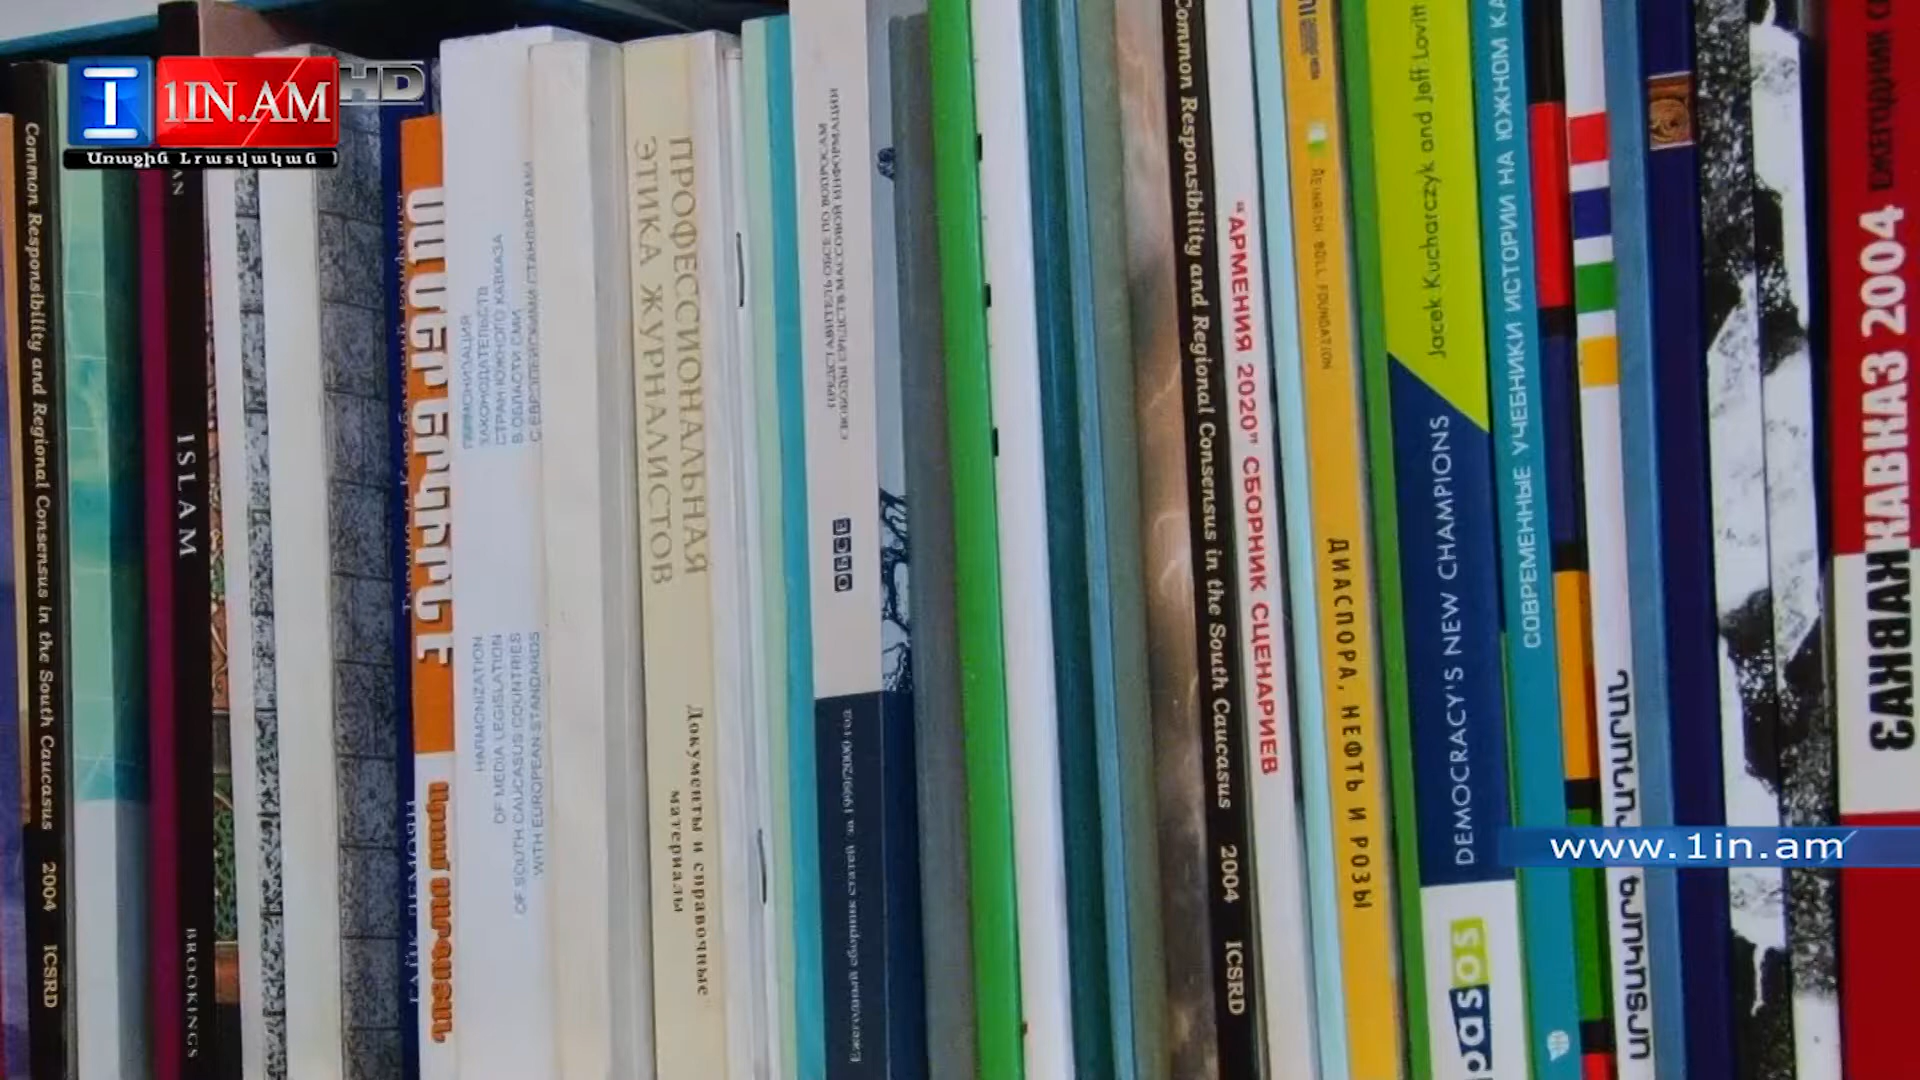 1IN.AM
HD
Առաջին Լրատվական
Common Responsibility and Regional Consensus in the South Caucasus 2004 ICSRD
ISLAM
BROOKINGS
ГАРМОНИЗАЦИЯ
ЗАКОНОДАТЕЛЬСТВ
СТРАН ЮЖНОГО КАВКАЗА
В ОБЛАСТИ СМИ
С ЕВРОПЕЙСКИМИ СТАНДАРТАМИ
HARMONIZATION
OF MEDIA LEGISLATION
OF SOUTH CAUCASUS COUNTRIES
WITH EUROPEAN STANDARDS
ПРОФЕССИОНАЛЬНАЯ
ЭТИКА ЖУРНАЛИСТОВ
Документы и справочные
материалы
ПРЕДСТАВИТЕЛЬ ОБСЕ ПО ВОПРОСАМ
СВОБОДЫ СРЕДСТВ МАССОВОЙ ИНФОРМАЦИИ
ОБСЕ
Ежегодный сборник статей за 1999/2000 год
Common Responsibility and Regional Consensus in the South Caucasus 2004 ICSRD
"АРМЕНИЯ 2020" СБОРНИК СЦЕНАРИЕВ
HEINRICH BÖLL FOUNDATION
ДИАСПОРА, НЕФТЬ И РОЗЫ
Jacek Kucharczyk and Jeff Lovitt
DEMOCRACY'S NEW CHAMPIONS
pasos
СОВРЕМЕННЫЕ УЧЕБНИКИ ИСТОРИИ НА ЮЖНОМ
КАВКАЗ 2004
www.1in.am